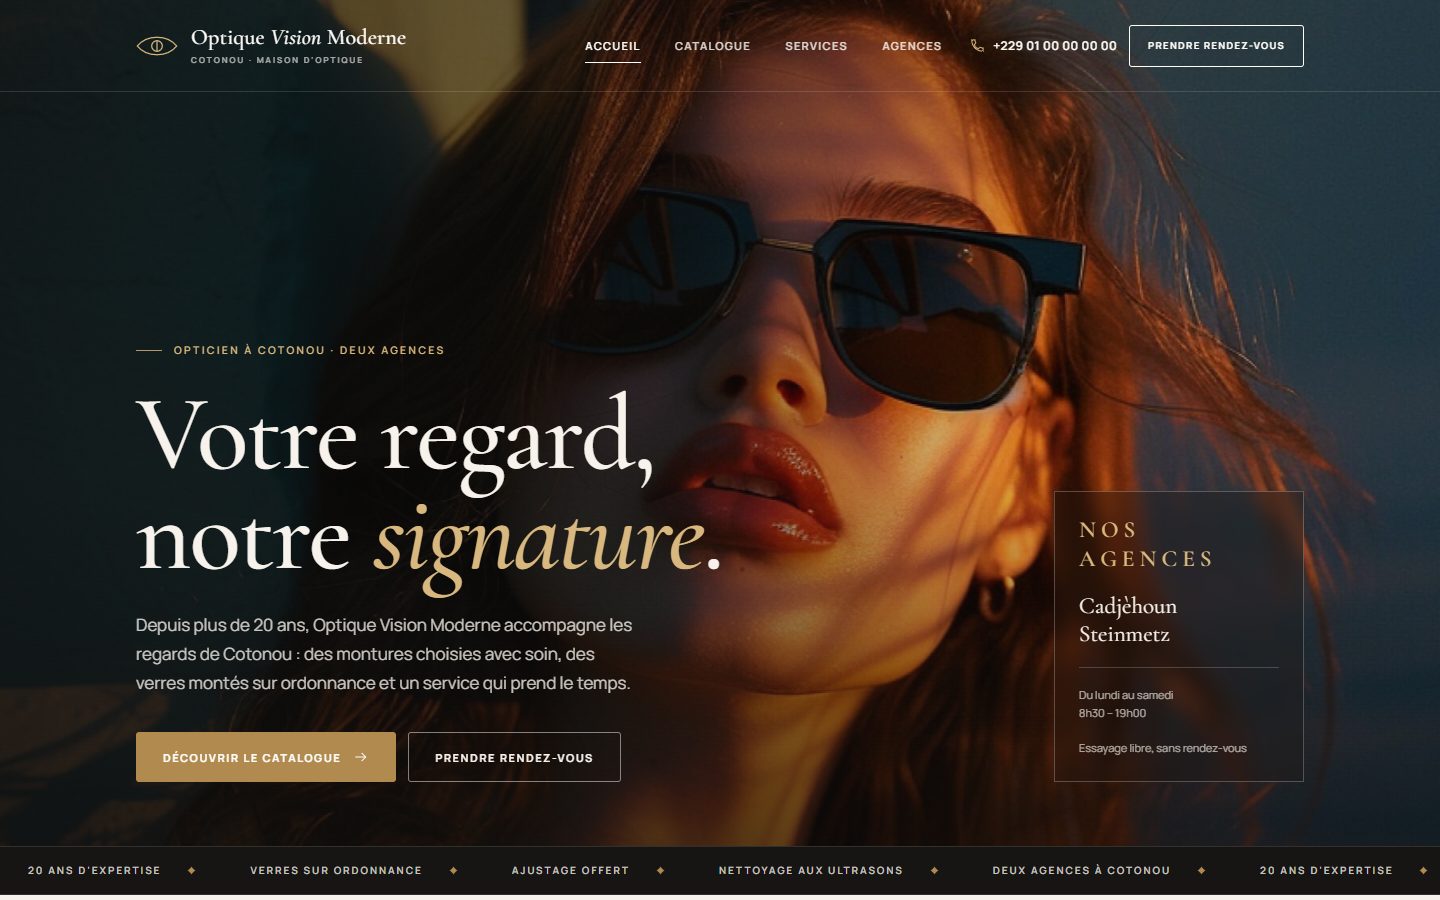 Optique Vision Moderne
COTONOU · MAISON D'OPTIQUE
ACCUEIL
CATALOGUE
SERVICES
AGENCES
+229 01 00 00 00 00
PRENDRE RENDEZ-VOUS
OPTICIEN À COTONOU · DEUX AGENCES
Votre regard,
notre signature.
Depuis plus de 20 ans, Optique Vision Moderne accompagne les
regards de Cotonou : des montures choisies avec soin, des
verres montés sur ordonnance et un service qui prend le temps.
DÉCOUVRIR LE CATALOGUE →
PRENDRE RENDEZ-VOUS
NOS
AGENCES
Cadjèhoun
Steinmetz
Du lundi au samedi
8h30 – 19h00
Essayage libre, sans rendez-vous
20 ANS D'EXPERTISE ◆ VERRES SUR ORDONNANCE ◆ AJUSTAGE OFFERT ◆ NETTOYAGE AUX ULTRASONS ◆ DEUX AGENCES À COTONOU ◆ 20 ANS D'EXPERTISE ◆